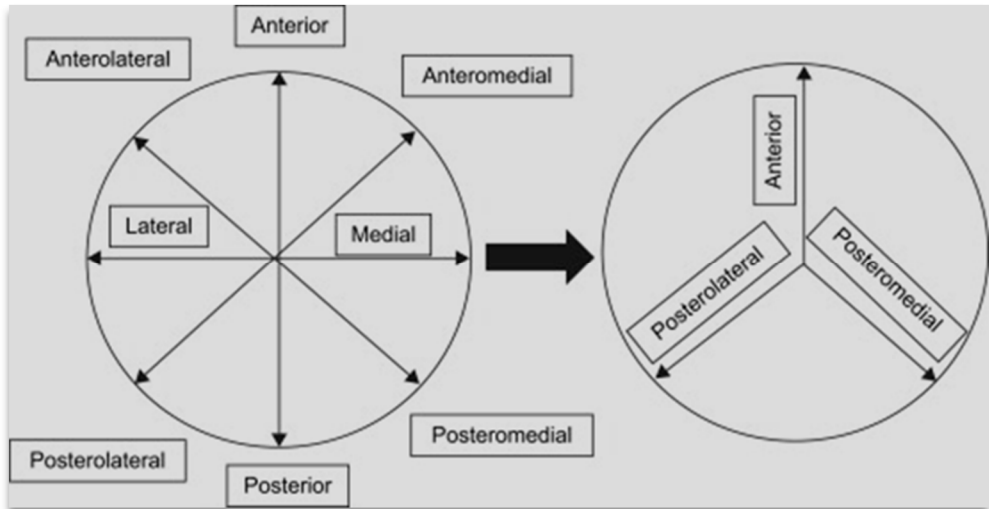 Anterior
Anterolateral
Anteromedial
Lateral
Medial
Posterolateral
Posteromedial
Posterior
Anterior
Posterolateral
Posteromedial